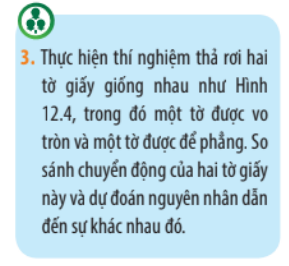 3. Thực hiện thí nghiệm thả rơi hai
tờ giấy giống nhau như Hình
12.4, trong đó một tờ được vo
tròn và một tờ được để phẳng. So
sánh chuyển động của hai tờ giấy
này và dự đoán nguyên nhân dẫn
đến sự khác nhau đó.